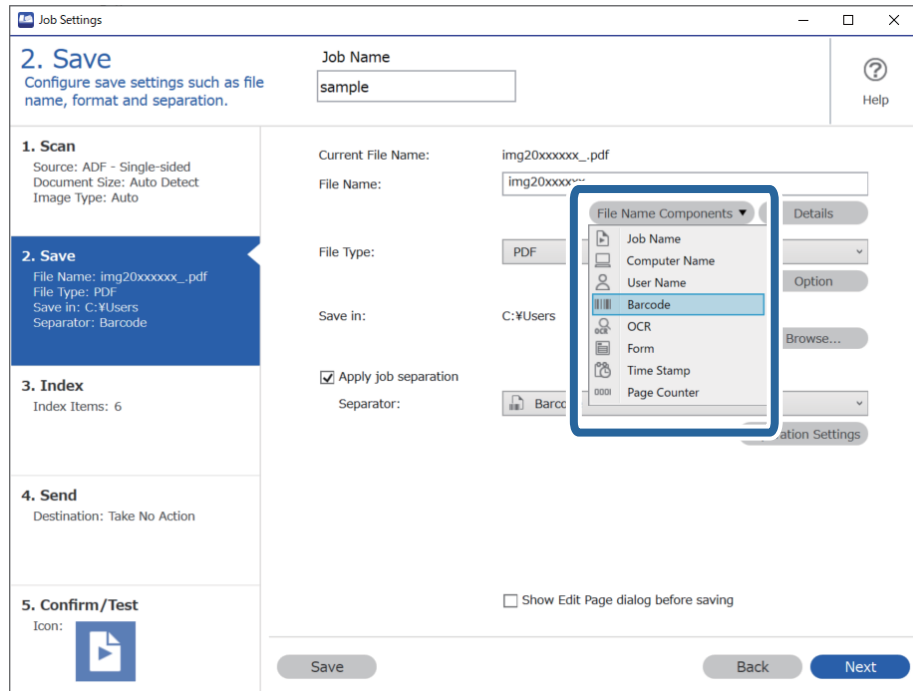 Job Settings
2. Save
Configure save settings such as file
name, format and separation.
Job Name
sample
Help
1. Scan
Source: ADF - Single-sided
Document Size: Auto Detect
Image Type: Auto
2. Save
File Name: img20xxxxxx_.pdf
File Type: PDF
Save in: C:¥Users
Separator: Barcode
3. Index
Index Items: 6
4. Send
Destination: Take No Action
5. Confirm/Test
Icon:
Current File Name: img20xxxxxx_.pdf
File Name: img20xxxxxx
File Name Components ▼ Details
Job Name
Computer Name
User Name
Barcode
OCR OCR
Form
Time Stamp
0001 Page Counter
File Type: PDF
Option
Save in: C:¥Users
Browse...
Apply job separation
Separator:
ation Settings
Show Edit Page dialog before saving
Save Back Next